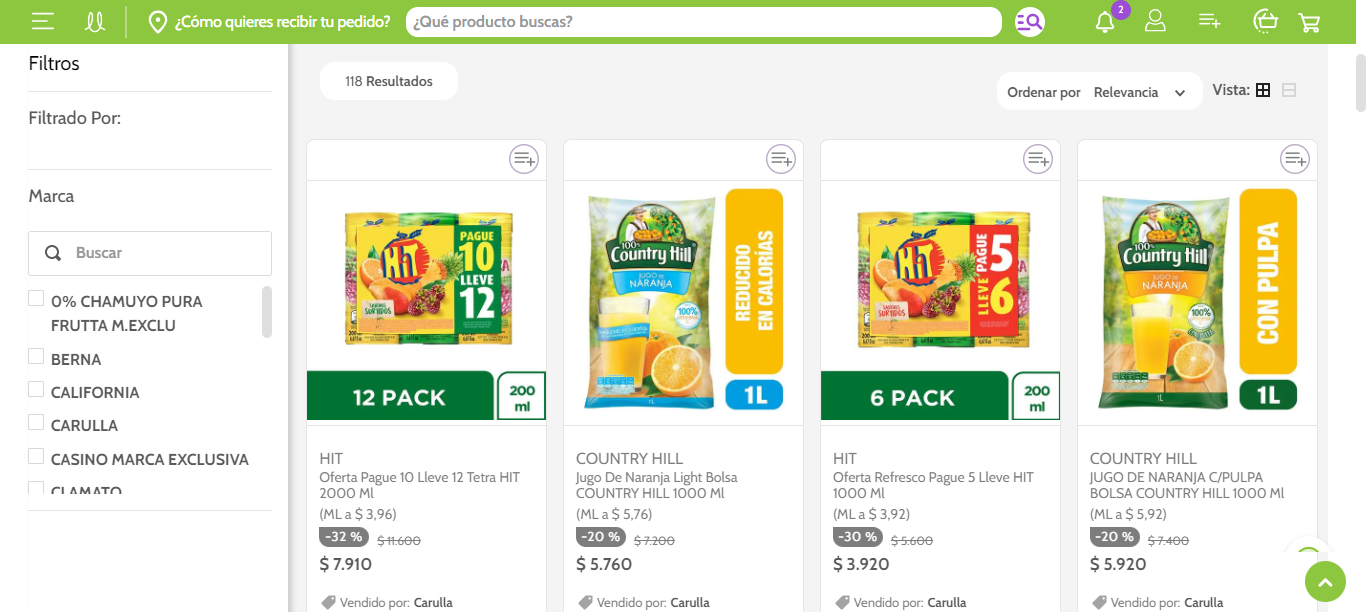 ¿Cómo quieres recibir tu pedido?
¿Qué producto buscas?
2
Filtros
Filtrado Por:
Marca
Buscar
0% CHAMUYO PURA
FRUTTA M.EXCLU
BERNA
CALIFORNIA
CARULLA
CASINO MARCA EXCLUSIVA
CLAMATO
118 Resultados
Ordenar por Relevancia
Vista:
HIT
PAGUE
10
LLEVE
12
SABORES
SURTIDOS
12 PACK
200
ml
HIT
Oferta Pague 10 Lleve 12 Tetra HIT
2000 Ml
(ML a $ 3,96)
-32 % $ 11.600
$ 7.910
Vendido por: Carulla
100%
Country Hill
JUGO DE
NARANJA
100%
REDUCIDO
EN CALORÍAS
1L
COUNTRY HILL
Jugo De Naranja Light Bolsa
COUNTRY HILL 1000 Ml
(ML a $ 5,76)
-20 % $ 7.200
$ 5.760
Vendido por: Carulla
HIT
PAGUE
5
LLEVE
6
SABORES
SURTIDOS
6 PACK
200
ml
HIT
Oferta Refresco Pague 5 Lleve HIT
1000 Ml
(ML a $ 3,92)
-30 % $ 5.600
$ 3.920
Vendido por: Carulla
100%
Country Hill
JUGO DE
NARANJA
100%
CON PULPA
1L
COUNTRY HILL
JUGO DE NARANJA C/PULPA
BOLSA COUNTRY HILL 1000 Ml
(ML a $ 5,92)
-20 % $ 7.400
$ 5.920
Vendido por: Carulla